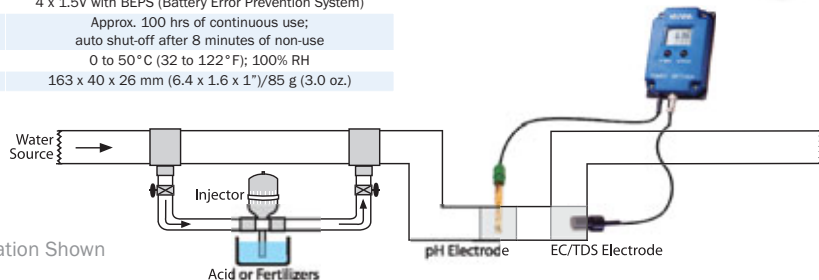 4 x 1.5V with BEPS (Battery Error Prevention System)
Approx. 100 hrs of continuous use;
auto shut-off after 8 minutes of non-use
0 to 50°C (32 to 122°F); 100% RH
163 x 40 x 26 mm (6.4 x 1.6 x 1")/85 g (3.0 oz.)
Water
Source
Injector
pH Electrode
EC/TDS Electrode
ation Shown
Acid or Fertilizers